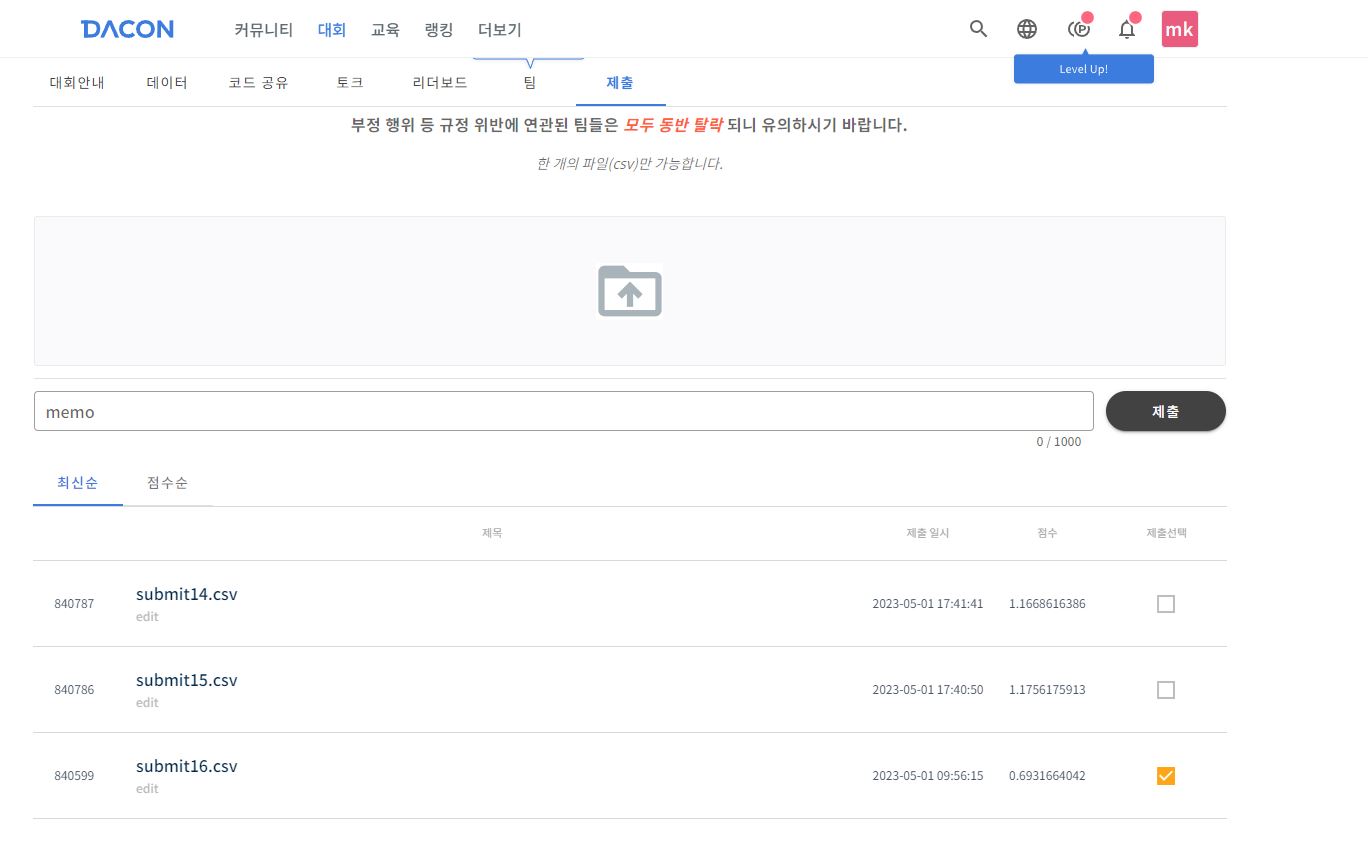 DACON 커뮤니티 대회 교육 랭킹 더보기 mk
Level Up!
대회안내 데이터 코드 공유 토크 리더보드 팀 제출
부정 행위 등 규정 위반에 연관된 팀들은 모두 동반 탈락 되니 유의하시기 바랍니다.
한 개의 파일(csv)만 가능합니다.
memo 제출
0 / 1000
최신순 점수순
제목 제출 일시 점수 제출선택
840787 submit14.csv 2023-05-01 17:41:41 1.1668616386
edit
840786 submit15.csv 2023-05-01 17:40:50 1.1756175913
edit
840599 submit16.csv 2023-05-01 09:56:15 0.6931664042
edit